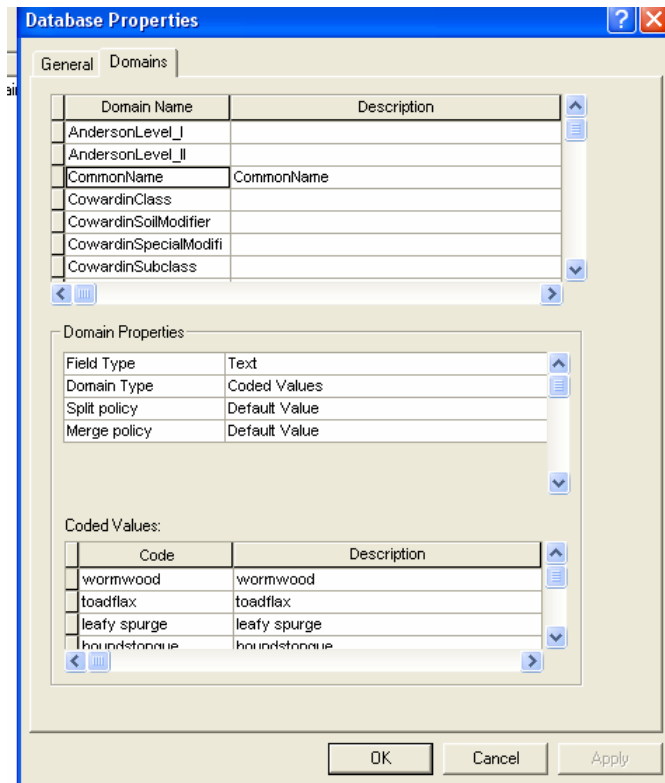 Database Properties
General Domains
Domain Name Description
AndersonLevel_I
AndersonLevel_II
CommonName CommonName
CowardinClass
CowardinSoilModifier
CowardinSpecialModifi
CowardinSubclass
Domain Properties
Field Type Text
Domain Type Coded Values
Split policy Default Value
Merge policy Default Value
Coded Values:
Code Description
wormwood wormwood
toadflax toadflax
leafy spurge leafy spurge
houndstongue houndstongue
OK Cancel Apply